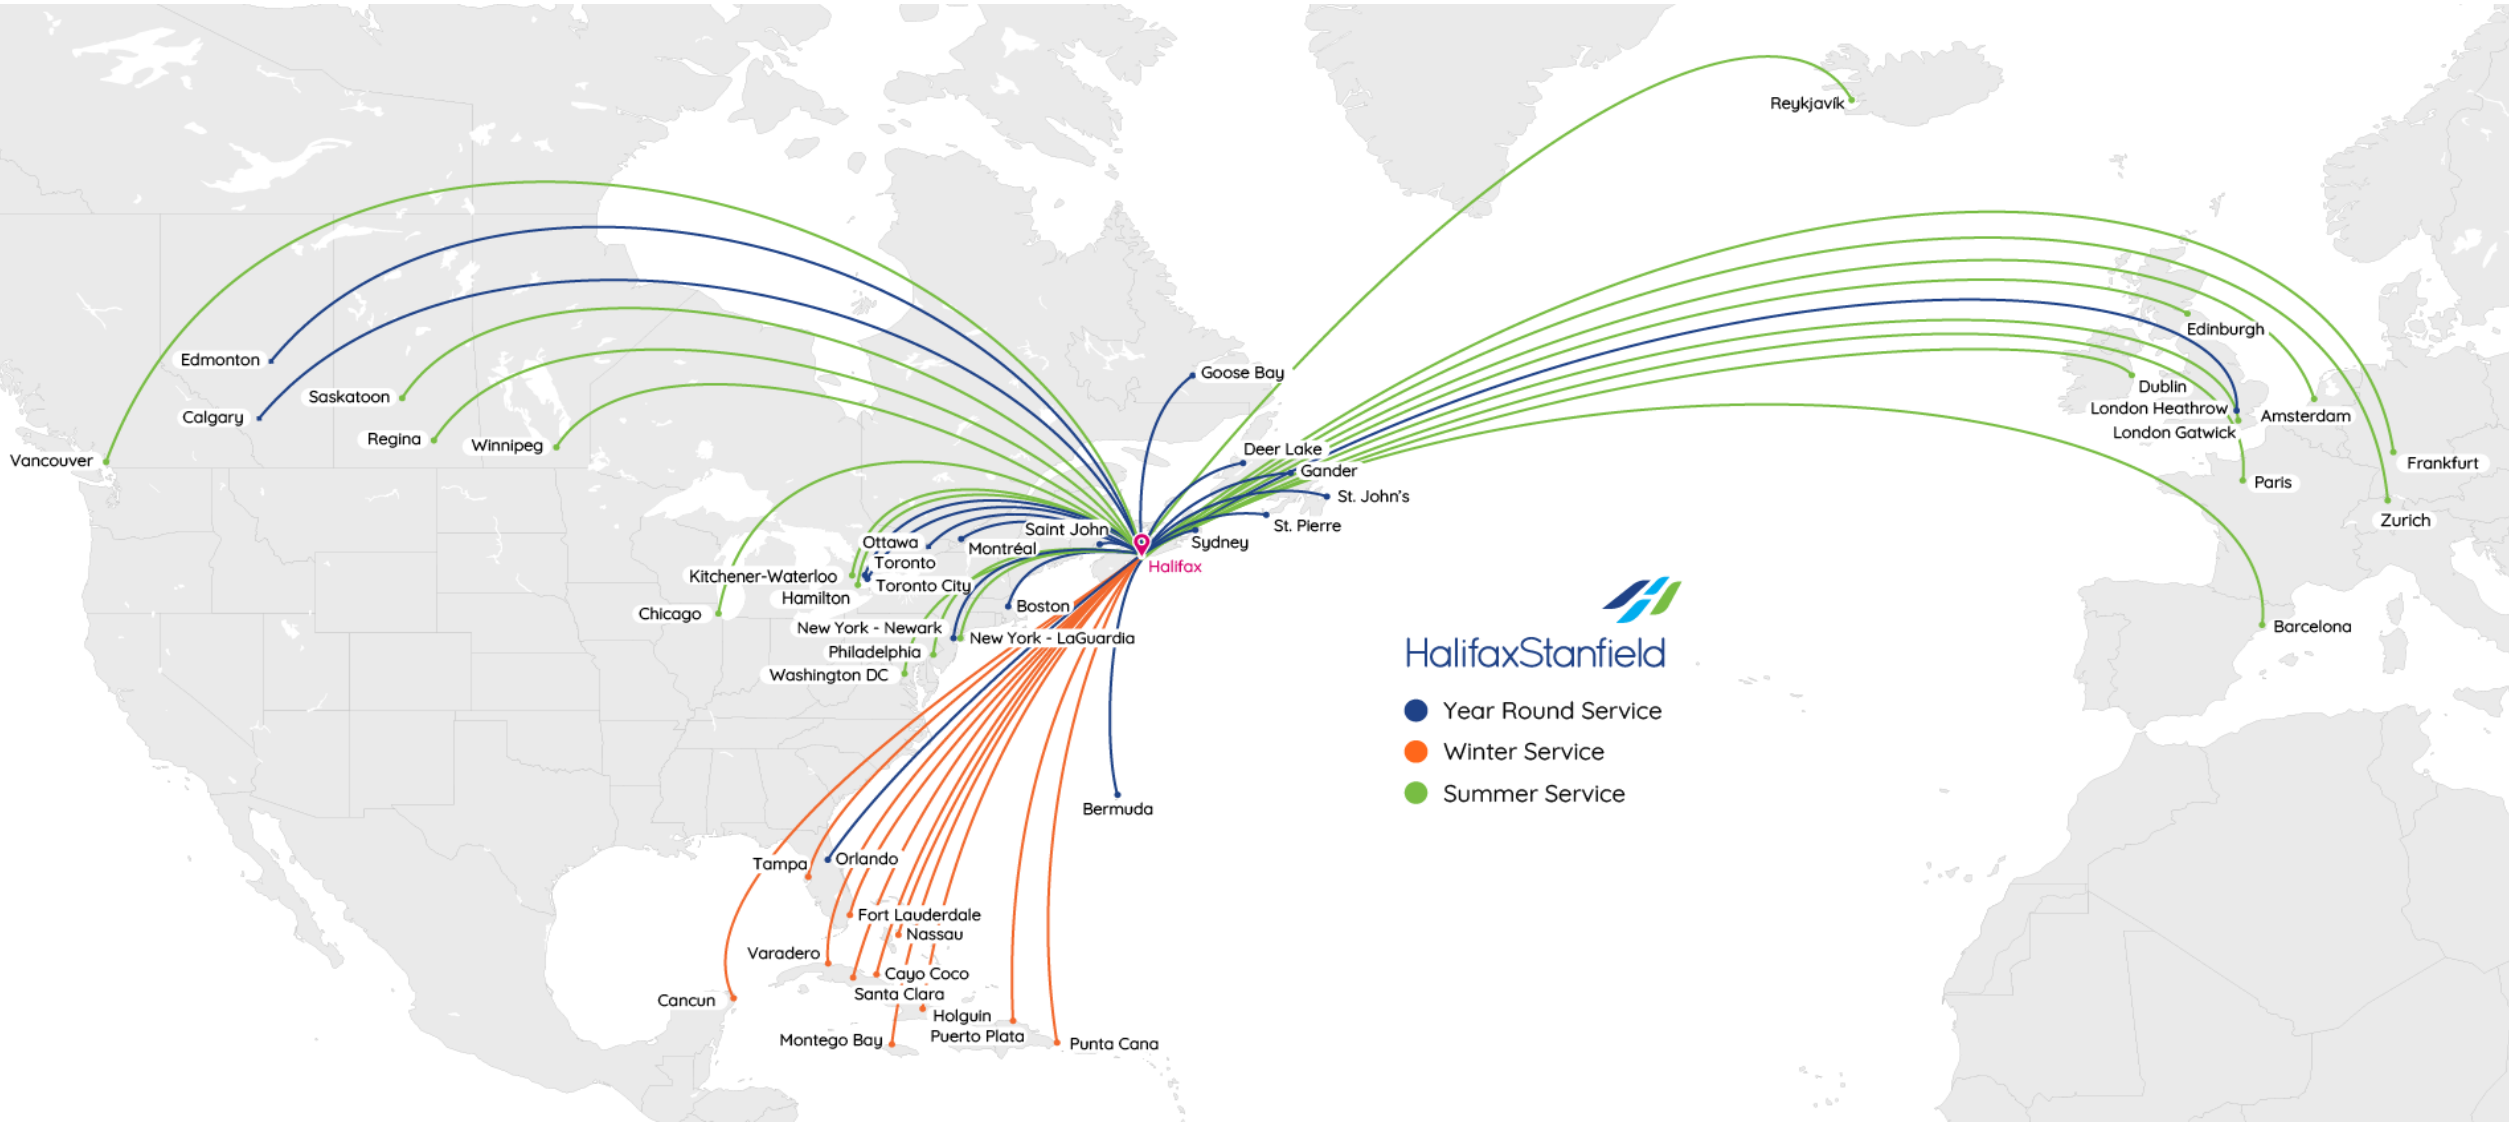 Reykjavík
Edinburgh
Edmonton
Goose Bay
Saskatoon
Dublin
Calgary
London Heathrow
Amsterdam
Regina
Winnipeg
London Gatwick
Deer Lake
Vancouver
Gander
Frankfurt
Paris
St. John's
Zurich
St. Pierre
Saint John
Ottawa
Montréal
Sydney
Toronto
Halifax
Kitchener-Waterloo
Toronto City
Hamilton
Chicago
Boston
New York - Newark
New York - LaGuardia
Barcelona
Philadelphia
Washington DC
HalifaxStanfield
Year Round Service
Winter Service
Summer Service
Bermuda
Tampa
Orlando
Fort Lauderdale
Nassau
Varadero
Cayo Coco
Santa Clara
Cancun
Holguin
Puerto Plata
Montego Bay
Punta Cana